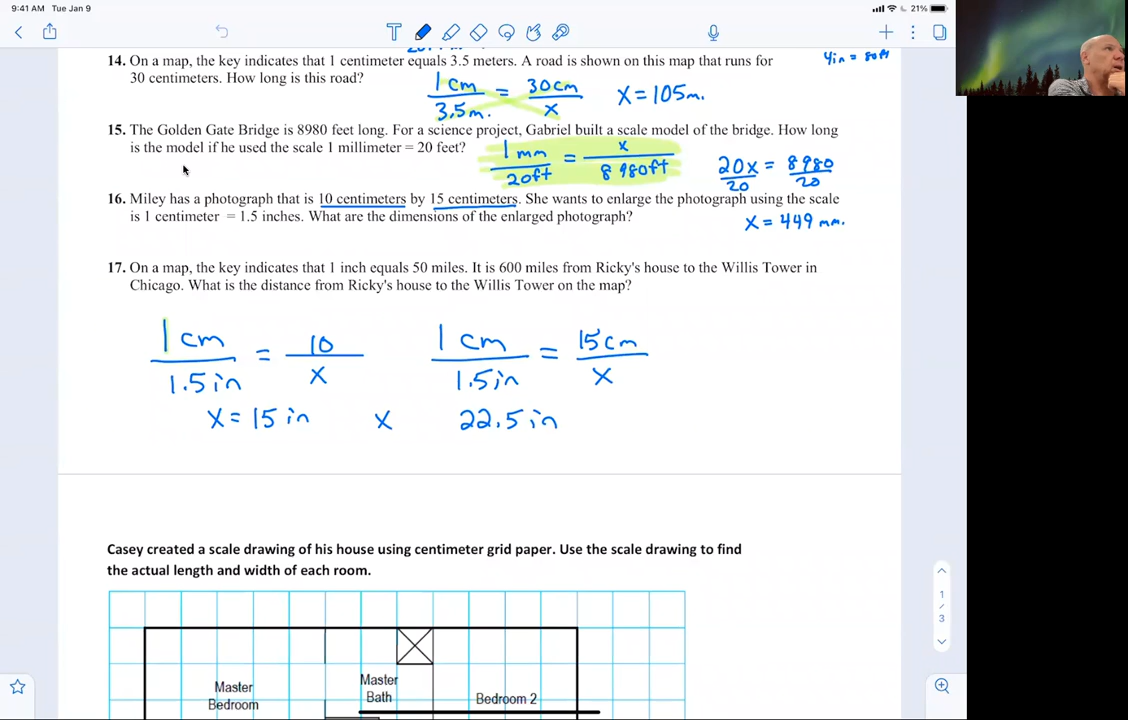 9:41 AM Tue Jan 9
21%
4in = 80ft
14. On a map, the key indicates that 1 centimeter equals 3.5 meters. A road is shown on this map that runs for
30 centimeters. How long is this road?
1 cm = 30cm
3.5m. x
x = 105m.
15. The Golden Gate Bridge is 8980 feet long. For a science project, Gabriel built a scale model of the bridge. How long
is the model if he used the scale 1 millimeter = 20 feet?
1 mm = x
20ft 8980ft
20x = 8980
20 20
x = 449 mm.
16. Miley has a photograph that is 10 centimeters by 15 centimeters. She wants to enlarge the photograph using the scale
is 1 centimeter = 1.5 inches. What are the dimensions of the enlarged photograph?
17. On a map, the key indicates that 1 inch equals 50 miles. It is 600 miles from Ricky's house to the Willis Tower in
Chicago. What is the distance from Ricky's house to the Willis Tower on the map?
1 cm = 10
1.5in x
1 cm = 15cm
1.5in x
x = 15 in x 22.5in
Casey created a scale drawing of his house using centimeter grid paper. Use the scale drawing to find
the actual length and width of each room.
Master
Bedroom
Master
Bath
Bedroom 2
1
/
3